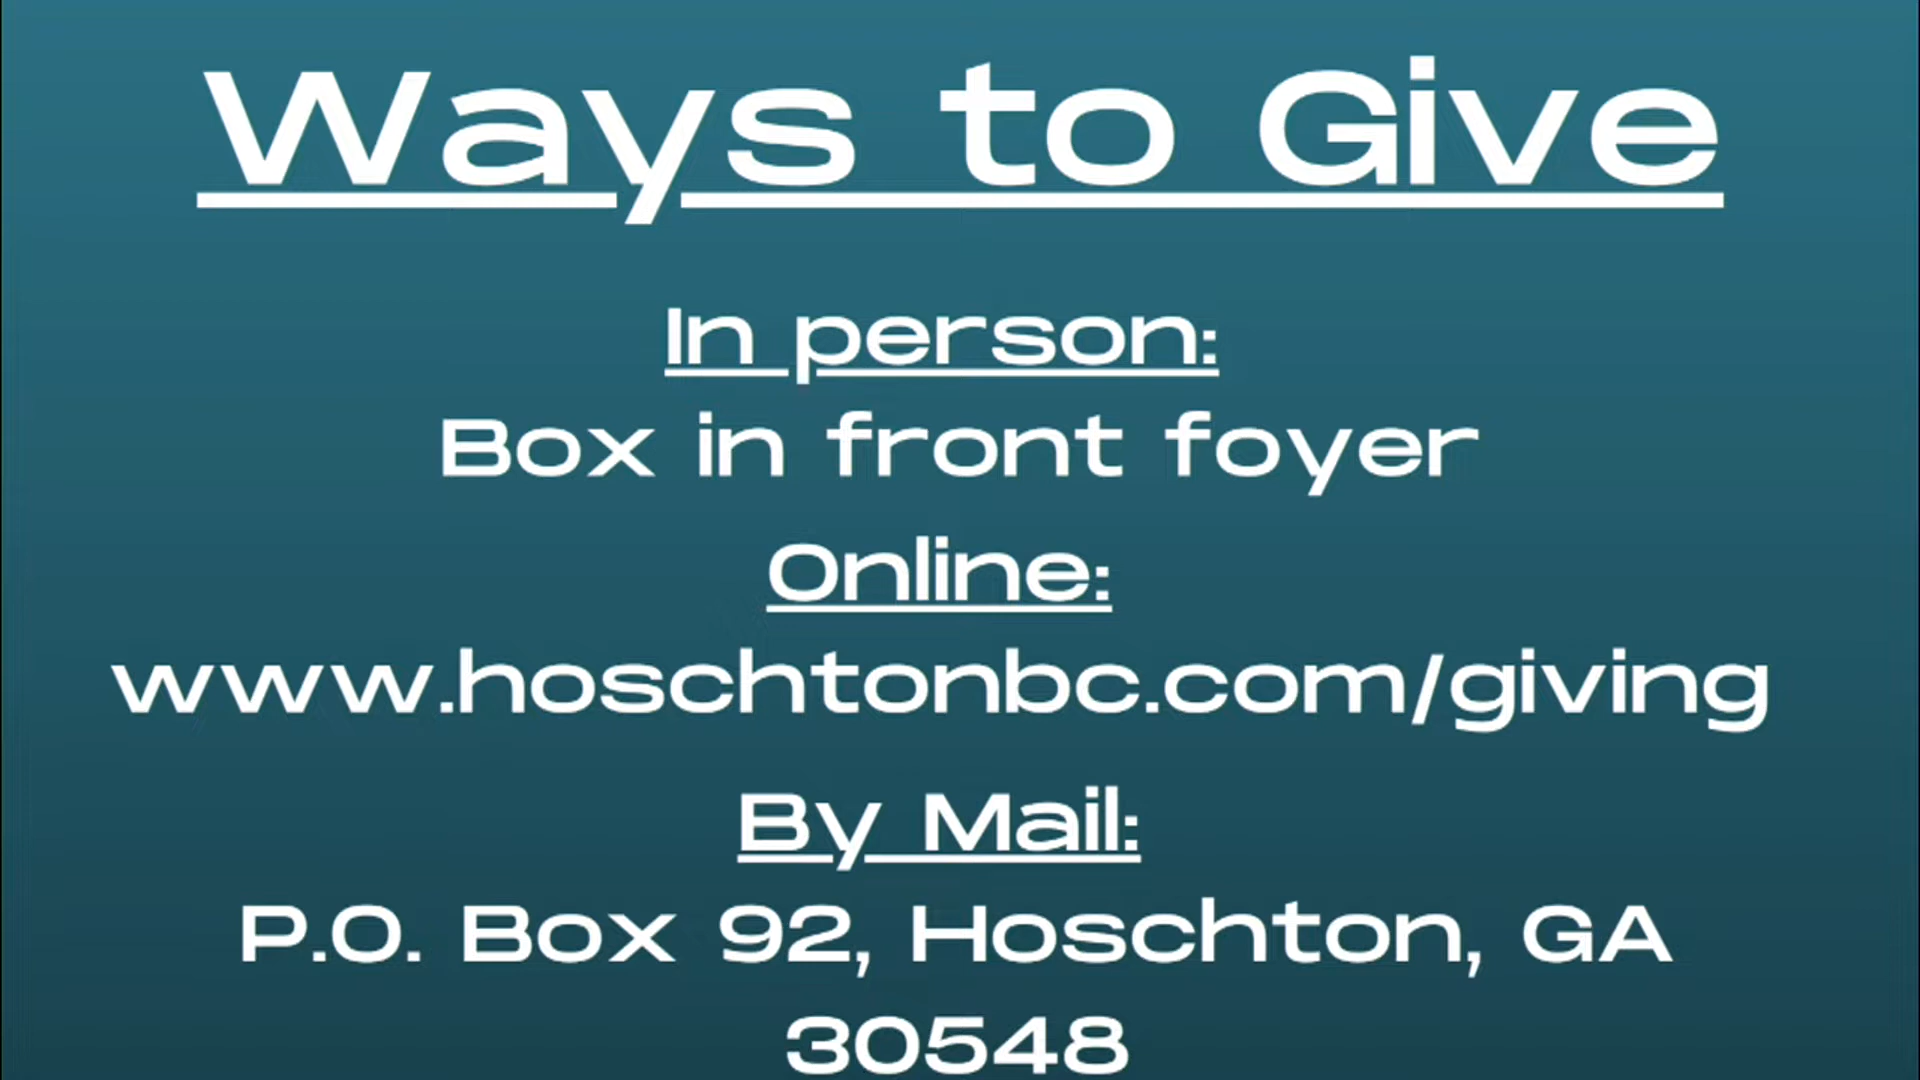 Ways to Give
In person:
Box in front foyer
Online:
www.hoschtonbc.com/giving
By Mail:
P.O. Box 92, Hoschton, GA
30548